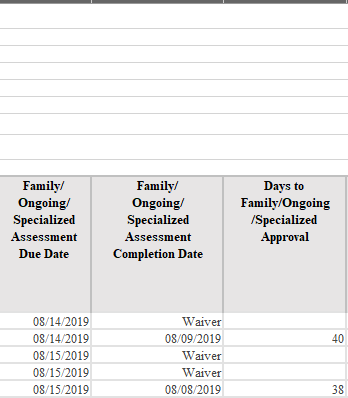 Family/ Ongoing/ Specialized Assessment Due Date
Family/ Ongoing/ Specialized Assessment Completion Date
Days to Family/Ongoing /Specialized Approval
08/14/2019 Waiver
08/14/2019 08/09/2019 40
08/15/2019 Waiver
08/15/2019 Waiver
08/15/2019 08/08/2019 38